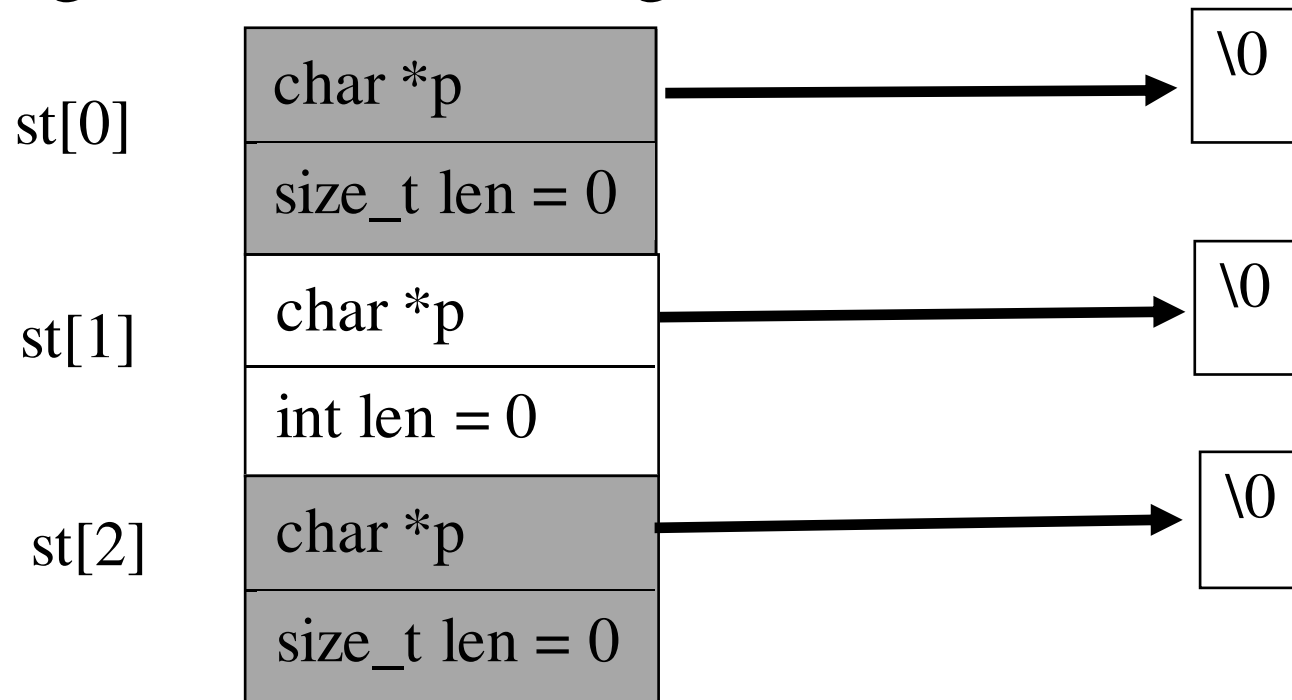 char *p
\0
st[0]
size_t len = 0
char *p
\0
st[1]
int len = 0
char *p
\0
st[2]
size_t len = 0